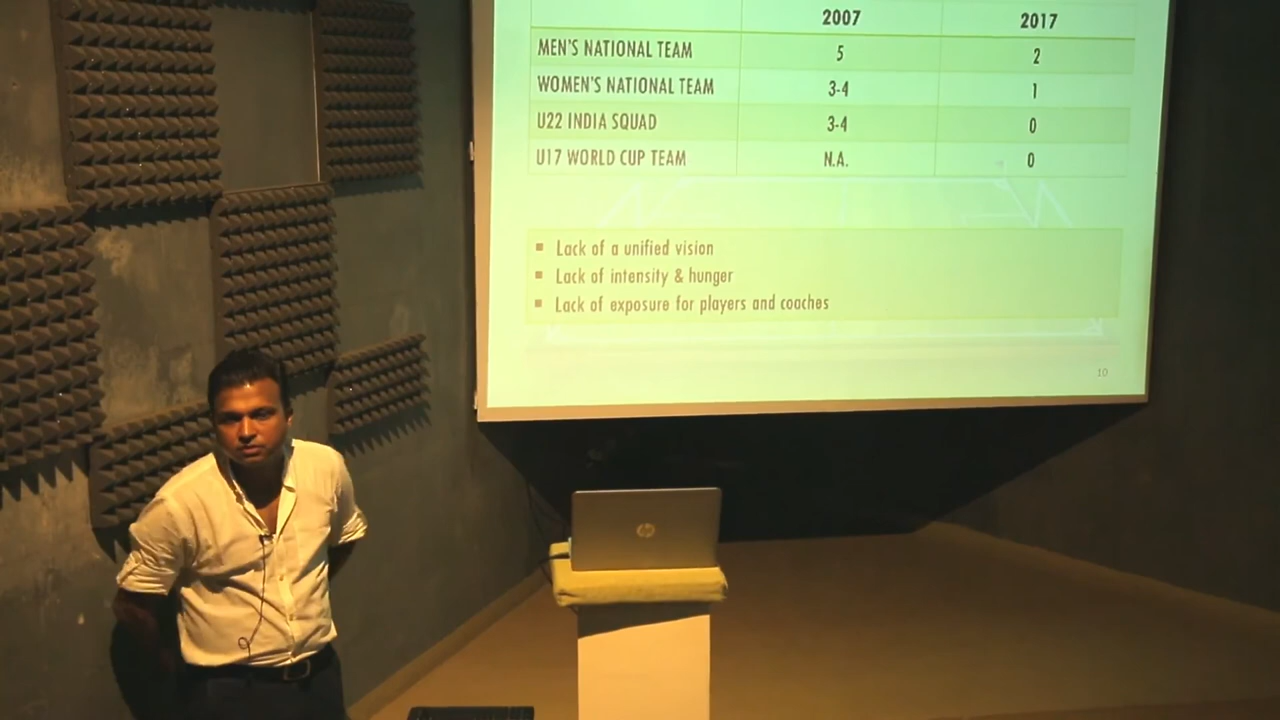 2007 2017
MEN'S NATIONAL TEAM 5 2
WOMEN'S NATIONAL TEAM 3-4 1
U22 INDIA SQUAD 3-4 0
U17 WORLD CUP TEAM N.A. 0
▪ Lack of a unified vision
▪ Lack of intensity & hunger
▪ Lack of exposure for players and coaches
10
hp